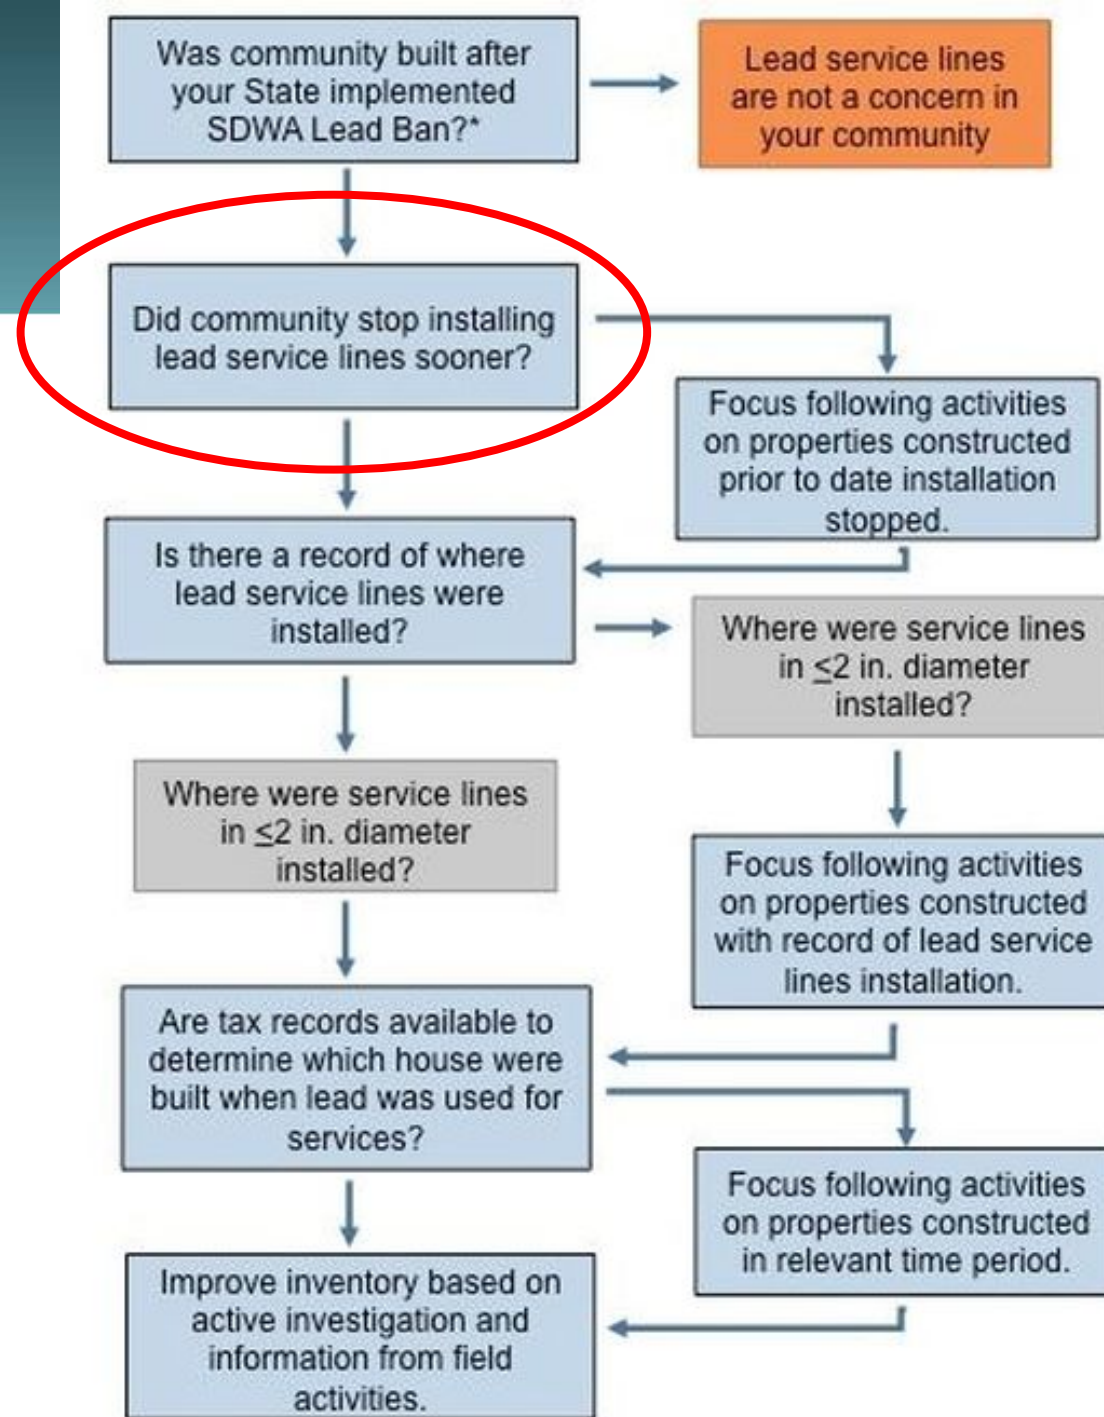 Was community built after
your State implemented
SDWA Lead Ban?*
Lead service lines
are not a concern in
your community
Did community stop installing
lead service lines sooner?
Focus following activities
on properties constructed
prior to date installation
stopped.
Is there a record of where
lead service lines were
installed?
Where were service lines
in ≤2 in. diameter
installed?
Where were service lines
in ≤2 in. diameter
installed?
Focus following activities
on properties constructed
with record of lead service
lines installation.
Are tax records available to
determine which house were
built when lead was used for
services?
Focus following activities
on properties constructed
in relevant time period.
Improve inventory based on
active investigation and
information from field
activities.